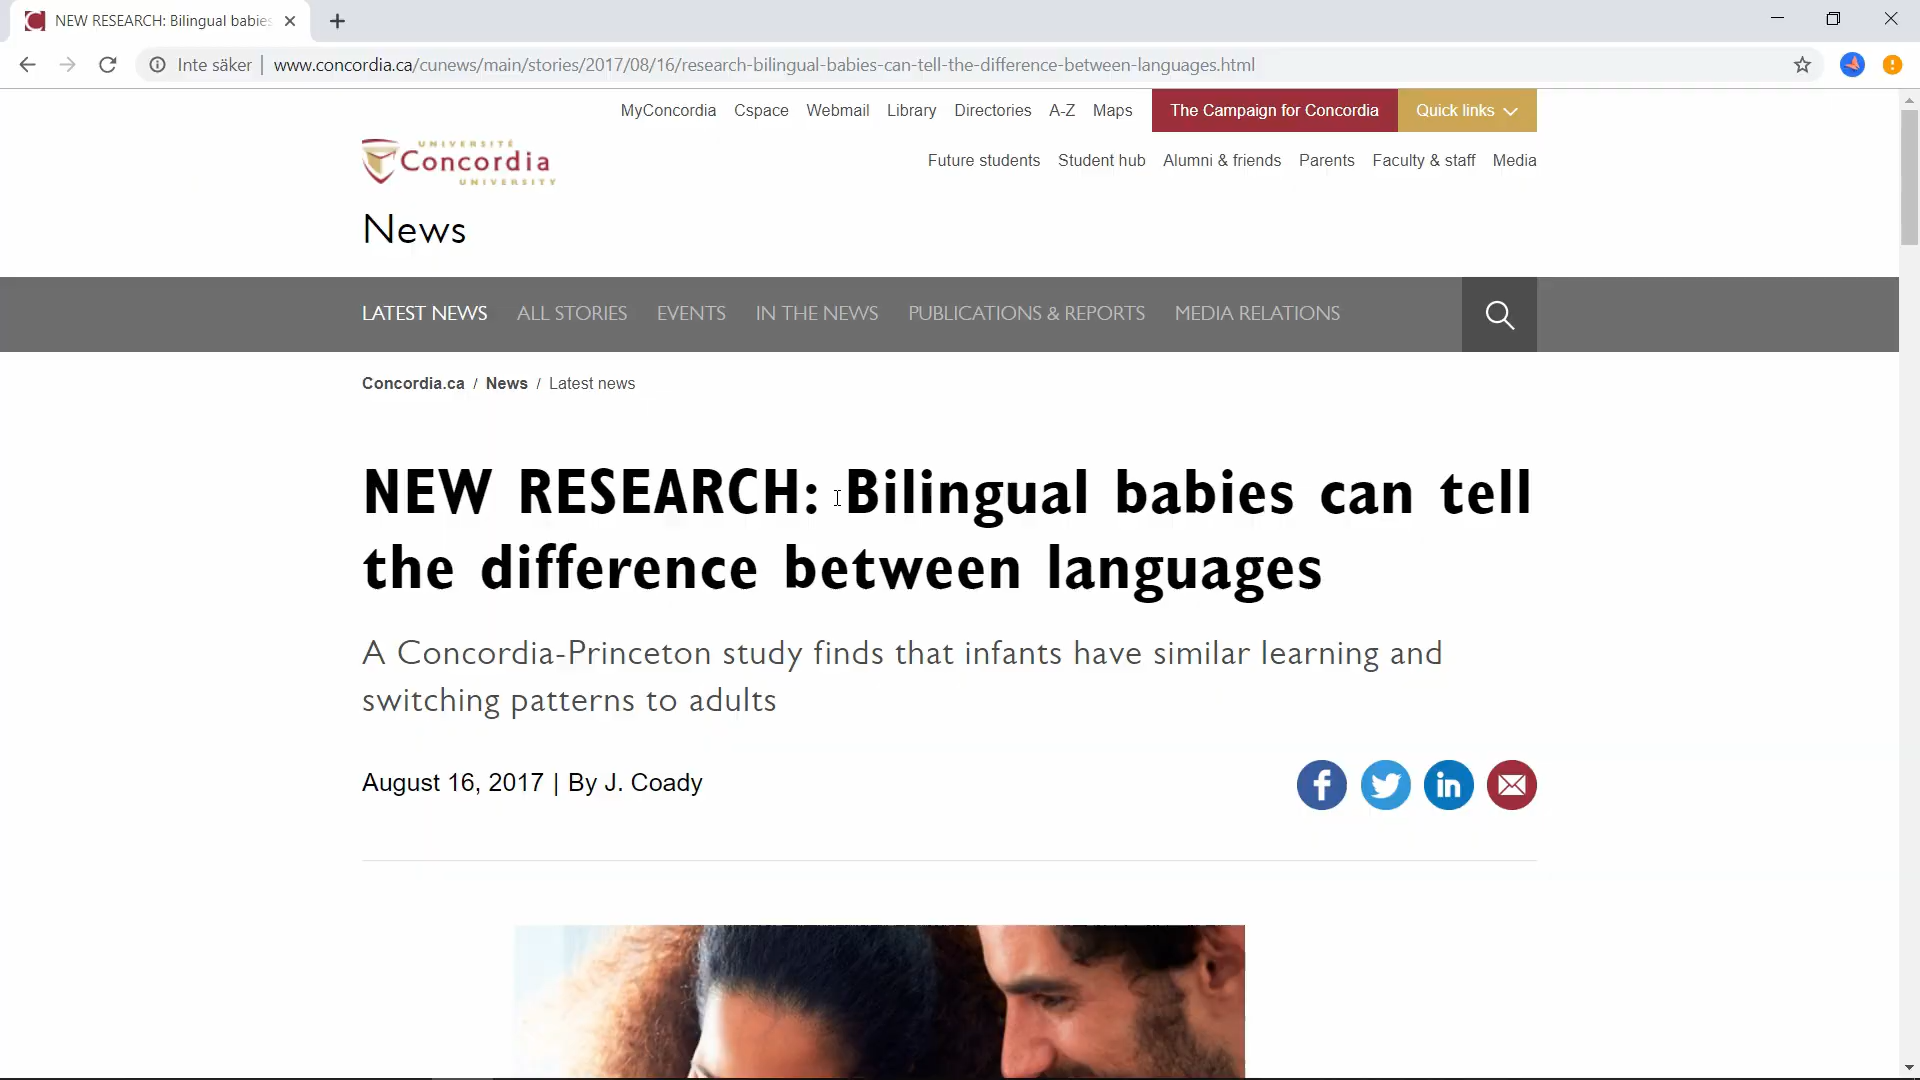 NEW RESEARCH: Bilingual babies
Inte säker | www.concordia.ca/cunews/main/stories/2017/08/16/research-bilingual-babies-can-tell-the-difference-between-languages.html
MyConcordia Cspace Webmail Library Directories A-Z Maps The Campaign for Concordia Quick links
UNIVERSITÉ
Concordia
UNIVERSITY
Future students Student hub Alumni & friends Parents Faculty & staff Media
News
LATEST NEWS ALL STORIES EVENTS IN THE NEWS PUBLICATIONS & REPORTS MEDIA RELATIONS
Concordia.ca / News / Latest news
NEW RESEARCH: Bilingual babies can tell
the difference between languages
A Concordia-Princeton study finds that infants have similar learning and
switching patterns to adults
August 16, 2017 | By J. Coady